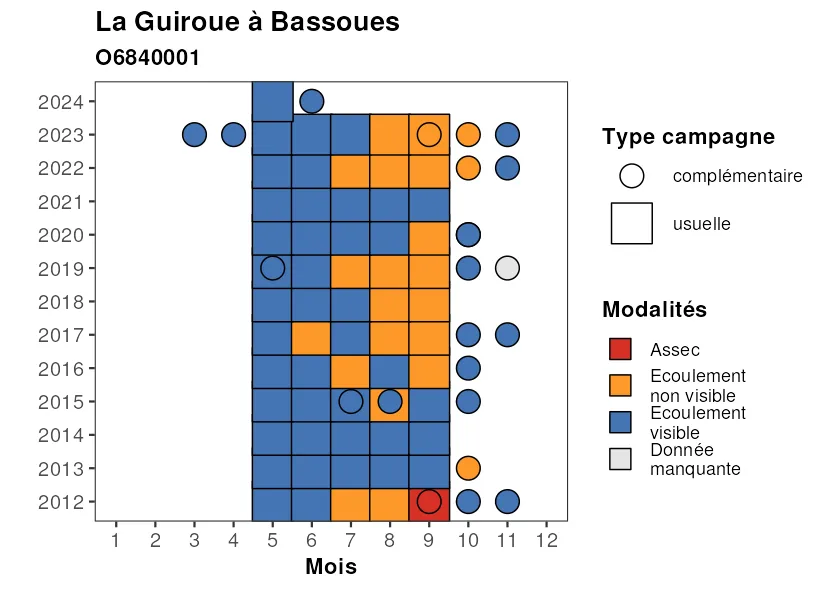 La Guiroue à Bassoues
O6840001
2024
2023
2022
2021
2020
2019
2018
2017
2016
2015
2014
2013
2012
1 2 3 4 5 6 7 8 9 10 11 12
Mois
Type campagne
complémentaire
usuelle
Modalités
Assec
Ecoulement
non visible
Ecoulement
visible
Donnée
manquante